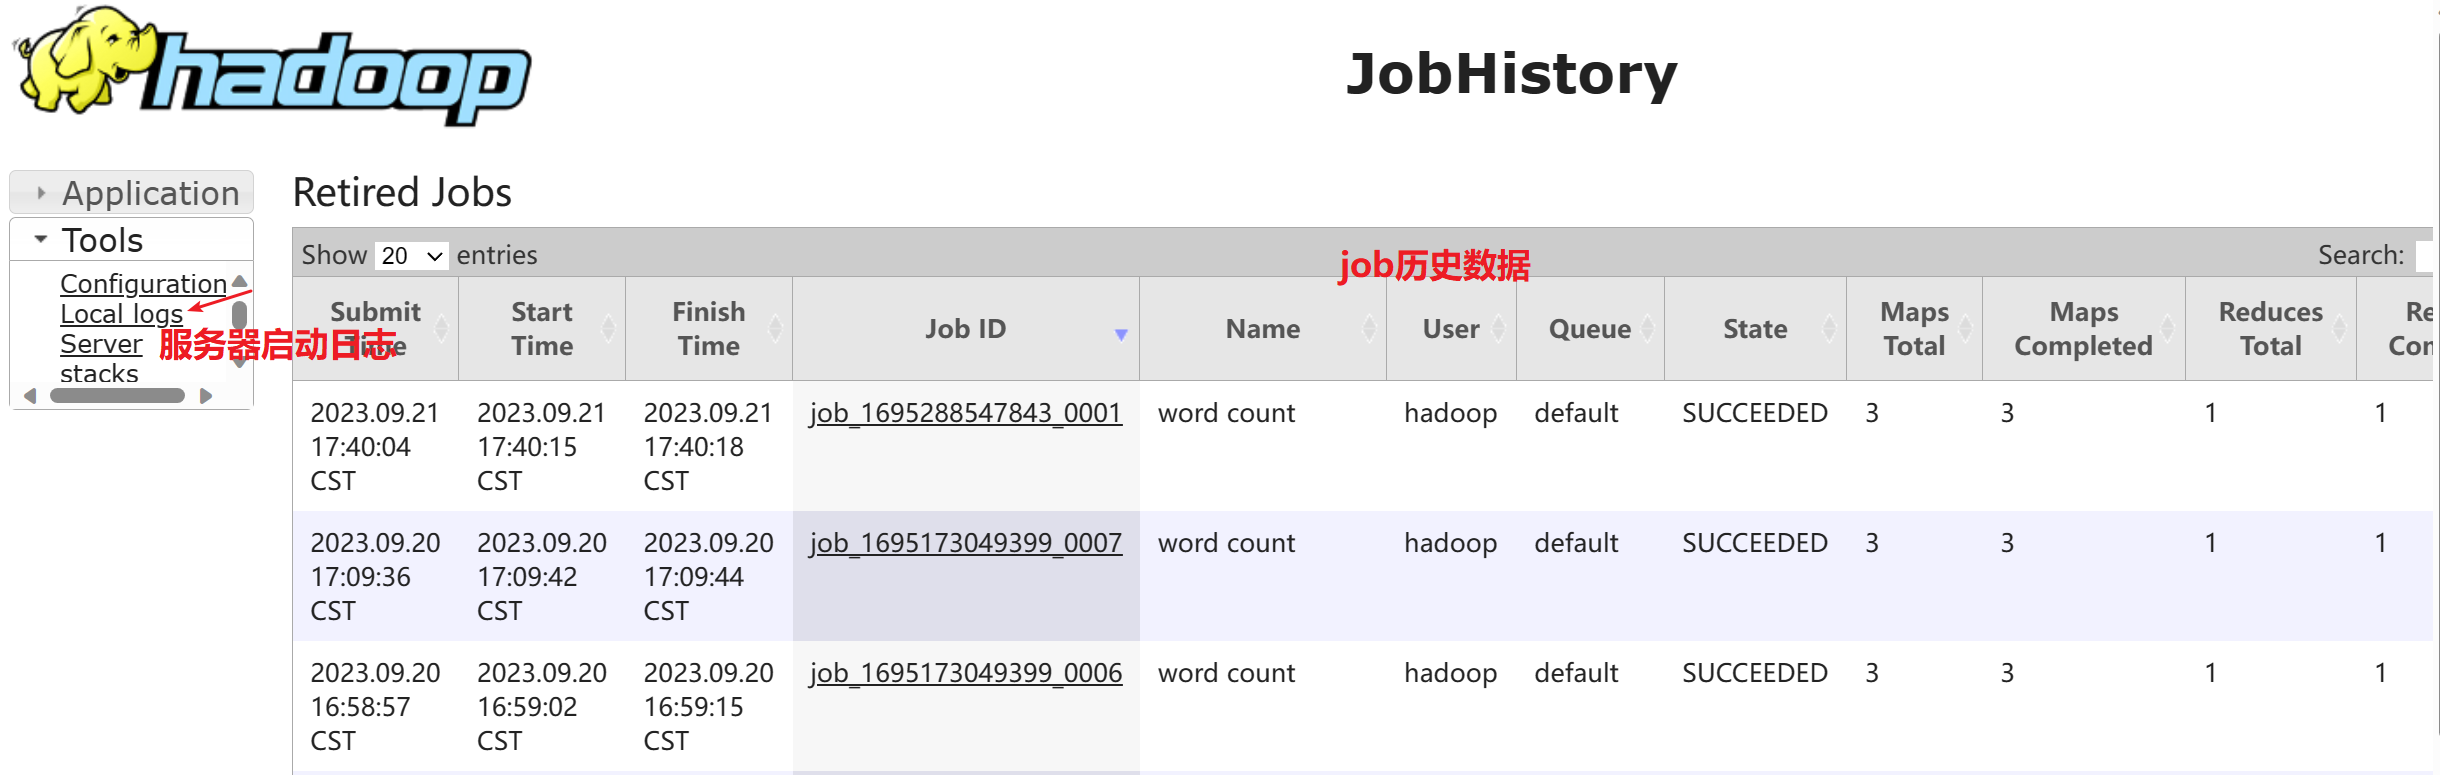 hadoop
JobHistory
Application
Tools
Configuration
Local logs
Server
stacks
服务器启动日志
Retired Jobs
Show 20 entries
job历史数据
Search:
Submit Time
Start Time
Finish Time
Job ID
Name
User
Queue
State
Maps Total
Maps Completed
Reduces Total
2023.09.21 17:40:04 CST
2023.09.21 17:40:15 CST
2023.09.21 17:40:18 CST
job_1695288547843_0001
word count
hadoop
default
SUCCEEDED
3
3
1
1
2023.09.20 17:09:36 CST
2023.09.20 17:09:42 CST
2023.09.20 17:09:44 CST
job_1695173049399_0007
word count
hadoop
default
SUCCEEDED
3
3
1
1
2023.09.20 16:58:57 CST
2023.09.20 16:59:02 CST
2023.09.20 16:59:15 CST
job_1695173049399_0006
word count
hadoop
default
SUCCEEDED
3
3
1
1